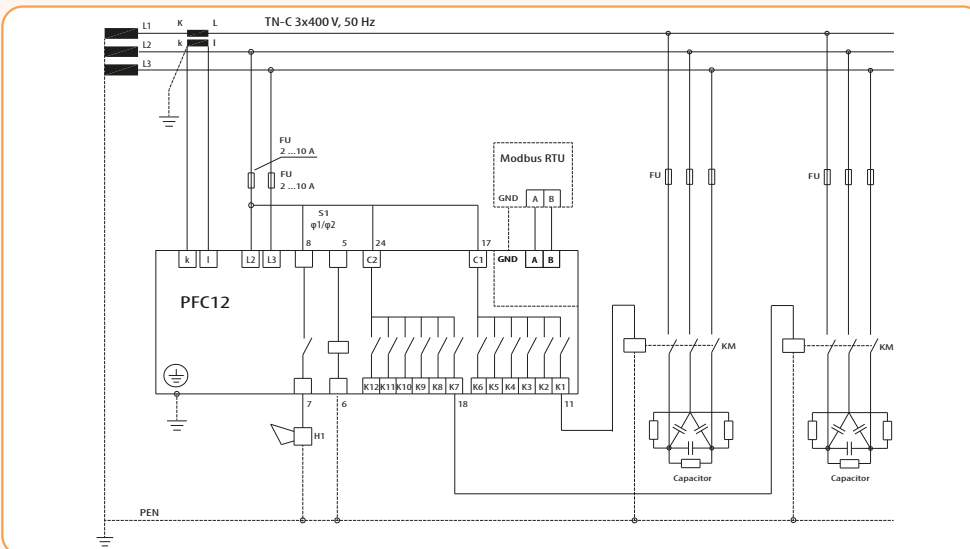 TN-C 3x400 V, 50 Hz
L1 K L
L2 k l
L3
FU
2 ...10 A
FU
2 ...10 A
Modbus RTU
GND A B
FU
FU
S1
φ1/φ2
8 5 24 17
k l L2 L3 C2 C1 GND A B
PFC12
KM
KM
K12 K11 K10 K9 K8 K7 K6 K5 K4 K3 K2 K1
7 6 18 11
H1
Capacitor
Capacitor
PEN